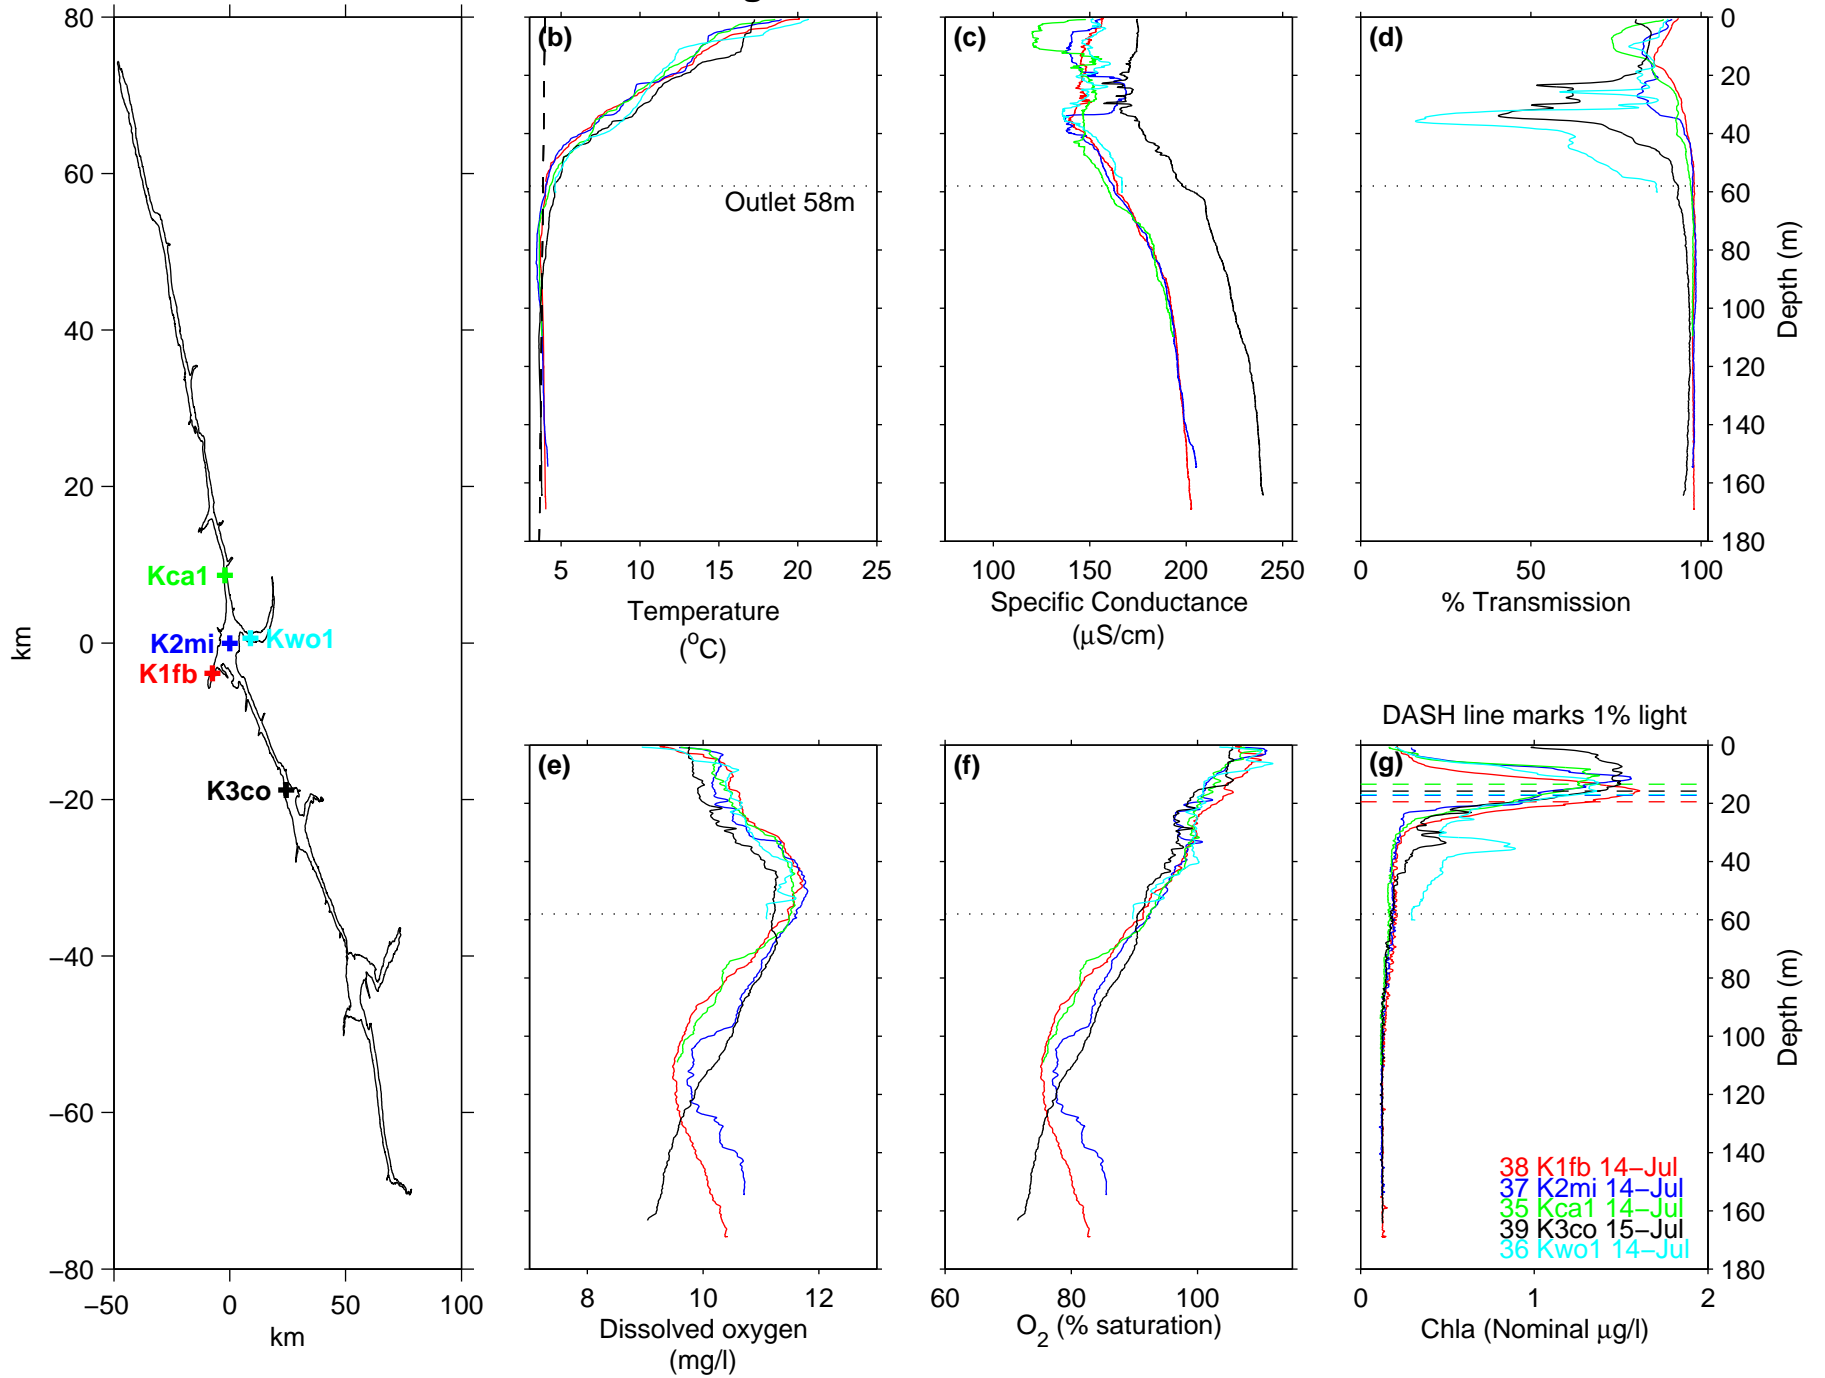 80
60
40
20
0
−20
−40
−60
−80
km
−50 0 50 100
km
Kca1
K2mi
Kwo1
K1fb
K3co
(b)
Outlet 58m
5 10 15 20 25
Temperature
(°C)
(c)
100 150 200 250
Specific Conductance
(μS/cm)
(d)
0 50 100
% Transmission
0
20
40
60
80
100
120
140
160
180
Depth (m)
(e)
8 10 12
Dissolved oxygen
(mg/l)
(f)
60 80 100
O2 (% saturation)
DASH line marks 1% light
(g)
38 K1fb 14−Jul
37 K2mi 14−Jul
35 Kca1 14−Jul
39 K3co 15−Jul
36 Kwo1 14−Jul
0 1 2
Chla (Nominal μg/l)
0
20
40
60
80
100
120
140
160
180
Depth (m)